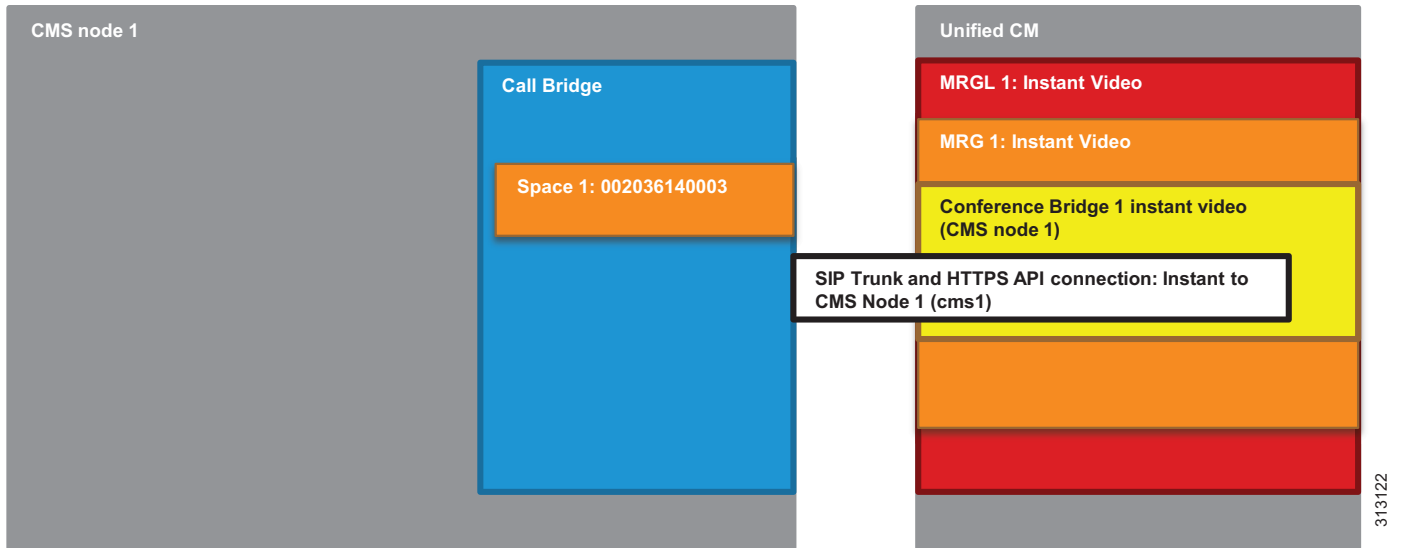 CMS node 1
Call Bridge
Space 1: 002036140003
SIP Trunk and HTTPS API connection: Instant to
CMS Node 1 (cms1)
Unified CM
MRGL 1: Instant Video
MRG 1: Instant Video
Conference Bridge 1 instant video
(CMS node 1)
313122